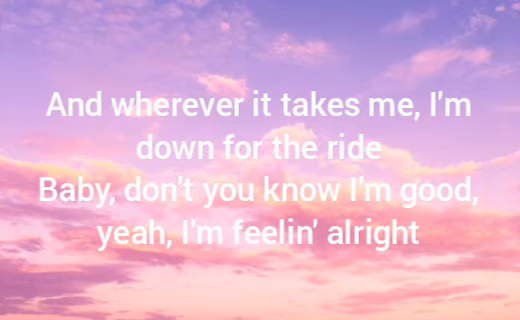 And wherever it takes me, I'm
down for the ride
Baby, don't you know I'm good,
yeah, I'm feelin' alright